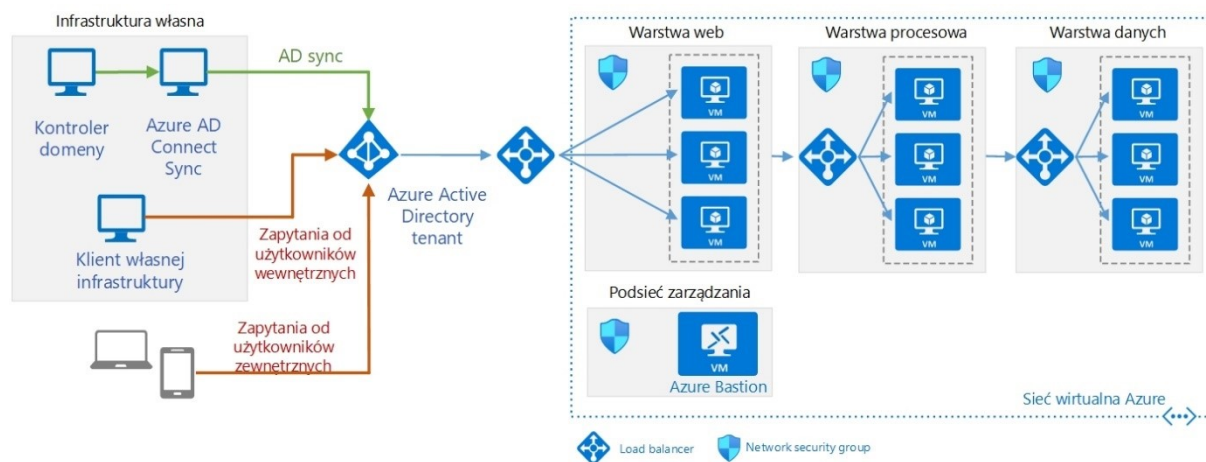 Infrastruktura własna
Kontroler
domeny
Azure AD
Connect
Sync
AD sync
Klient własnej
infrastruktury
Zapytania od
użytkowników
wewnętrznych
Zapytania od
użytkowników
zewnętrznych
Azure Active
Directory
tenant
Warstwa web
VM
VM
VM
Warstwa procesowa
VM
VM
VM
Warstwa danych
VM
VM
VM
Podsieć zarządzania
VM
Azure Bastion
Sieć wirtualna Azure
Load balancer
Network security group